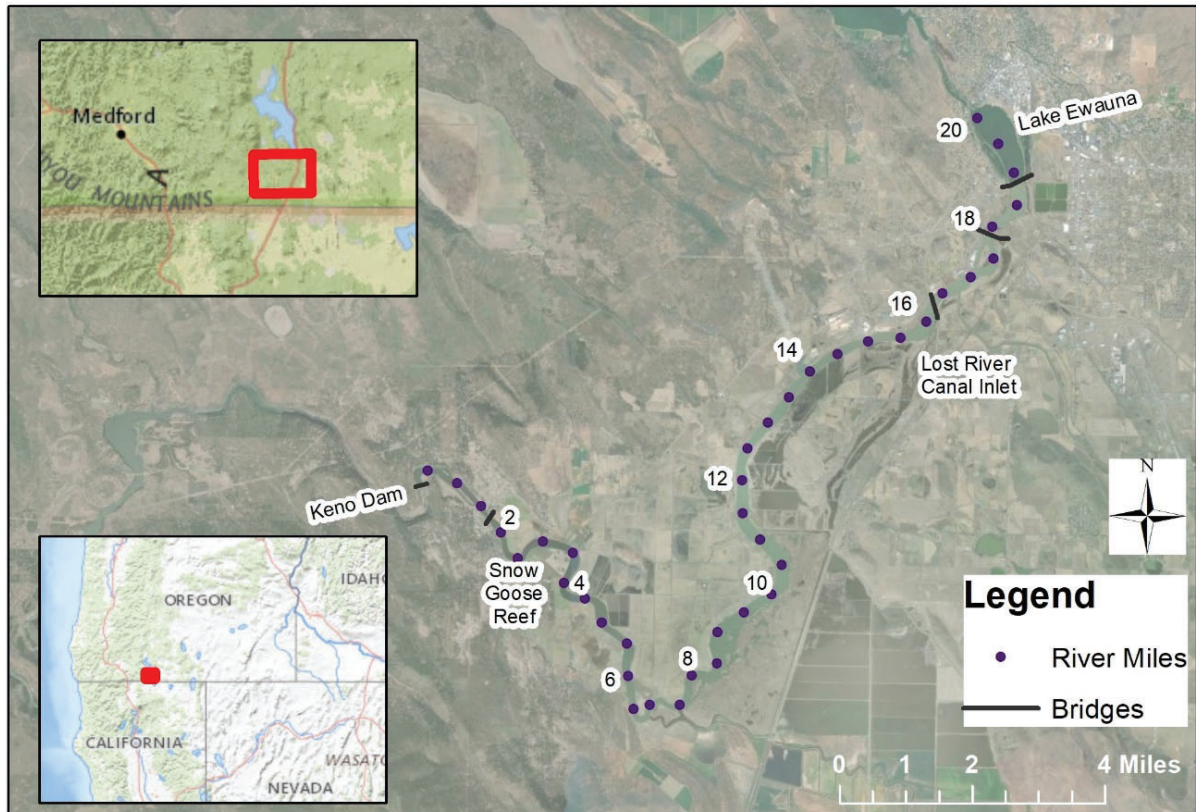 Medford
YOU MOUNTAINS
20
Lake Ewauna
18
16
Lost River
Canal Inlet
14
12
Keno Dam
2
Snow
Goose
Reef
4
10
8
6
N
Legend
River Miles
Bridges
0 1 2 4 Miles
OREGON
IDAHO
CALIFORNIA
NEVADA
WASATC